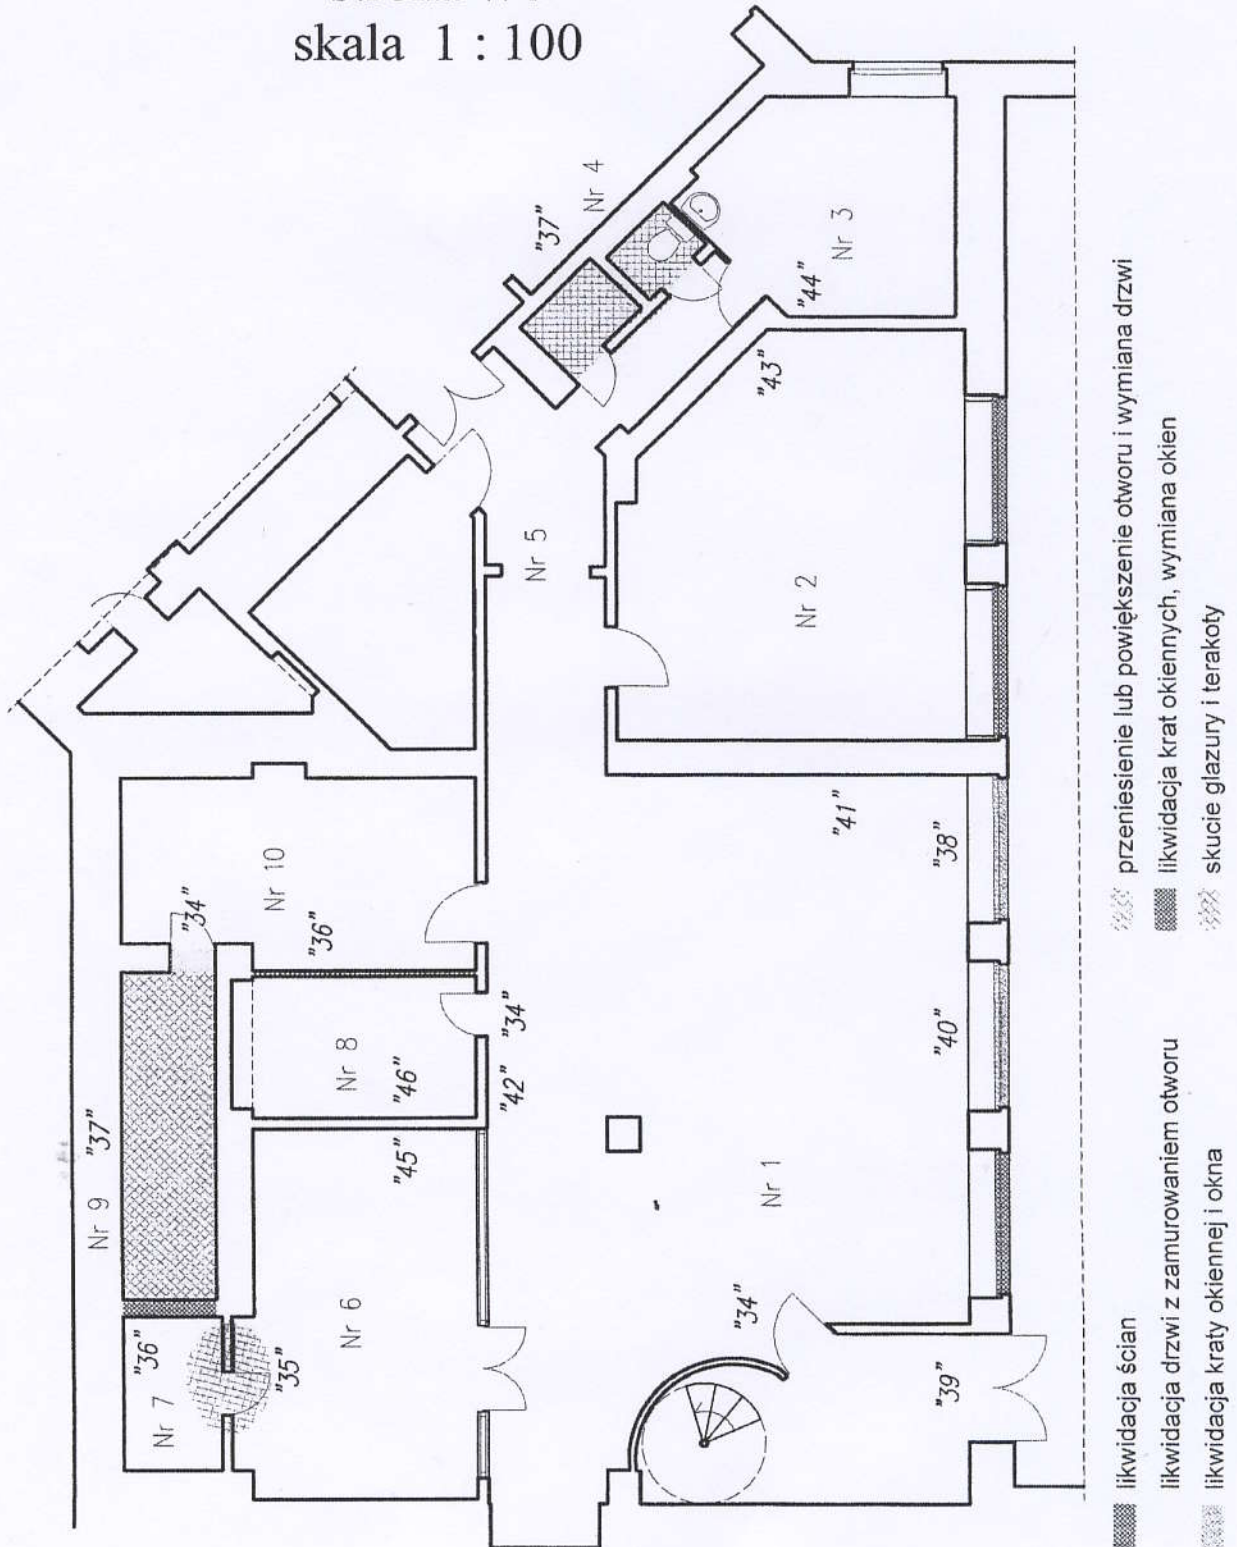 skala 1 : 100
Nr 4
"37"
Nr 3
"44"
"43"
Nr 5
Nr 2
Nr 10
"34"
"36"
"41"
"38"
Nr 8
"46"
"34"
"42"
"40"
Nr 9
"37"
"45"
Nr 1
Nr 6
"34"
"36"
Nr 7
"35"
"39"
likwidacja ścian
likwidacja drzwi z zamurowaniem otworu
likwidacja kraty okiennej i okna
przeniesienie lub powiększenie otworu i wymiana drzwi
likwidacja krat okiennych, wymiana okien
skucie glazury i terakoty